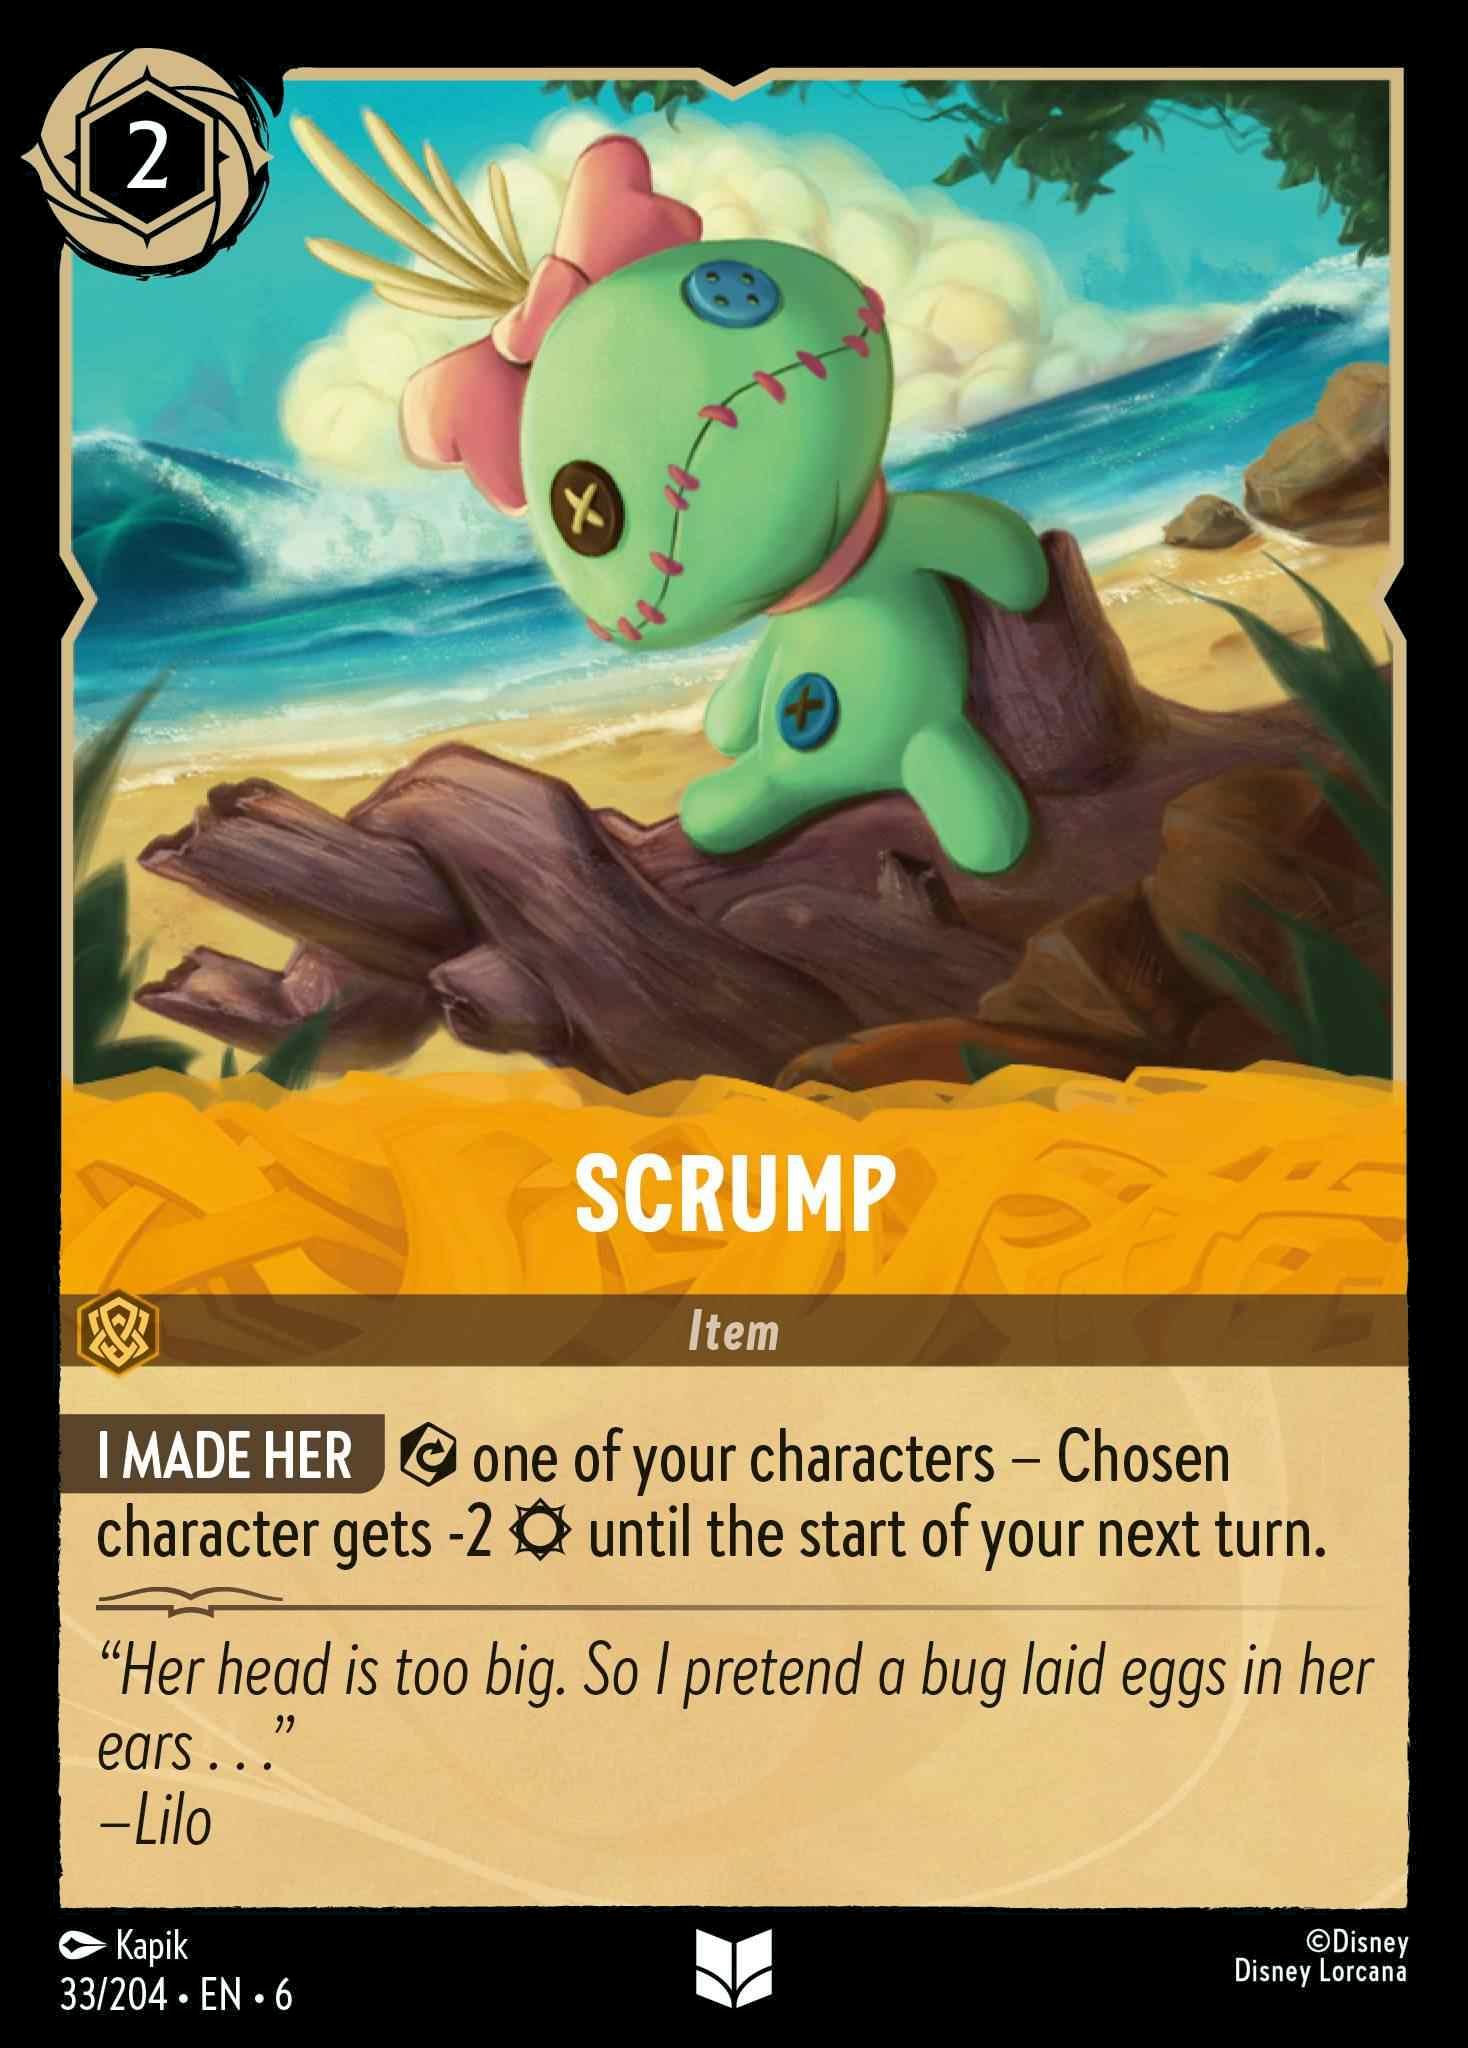 2
SCRUMP
Item
I MADE HER one of your characters – Chosen
character gets -2 until the start of your next turn.
“Her head is too big. So I pretend a bug laid eggs in her
ears . . .”
–Lilo
Kapik
33/204 • EN • 6
©Disney
Disney Lorcana